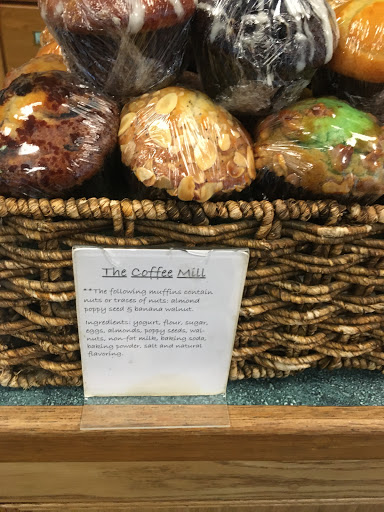 The Coffee Mill
**The following muffins contain
nuts or trases of nuts: almond
poppy seed & banana walnut.
Ingredients: yogurt, flour, sugar,
eggs, almonds, poppy seeds, wal-
nuts, non-fat milk, baking soda,
baking powder, salt and natural
flavoring.